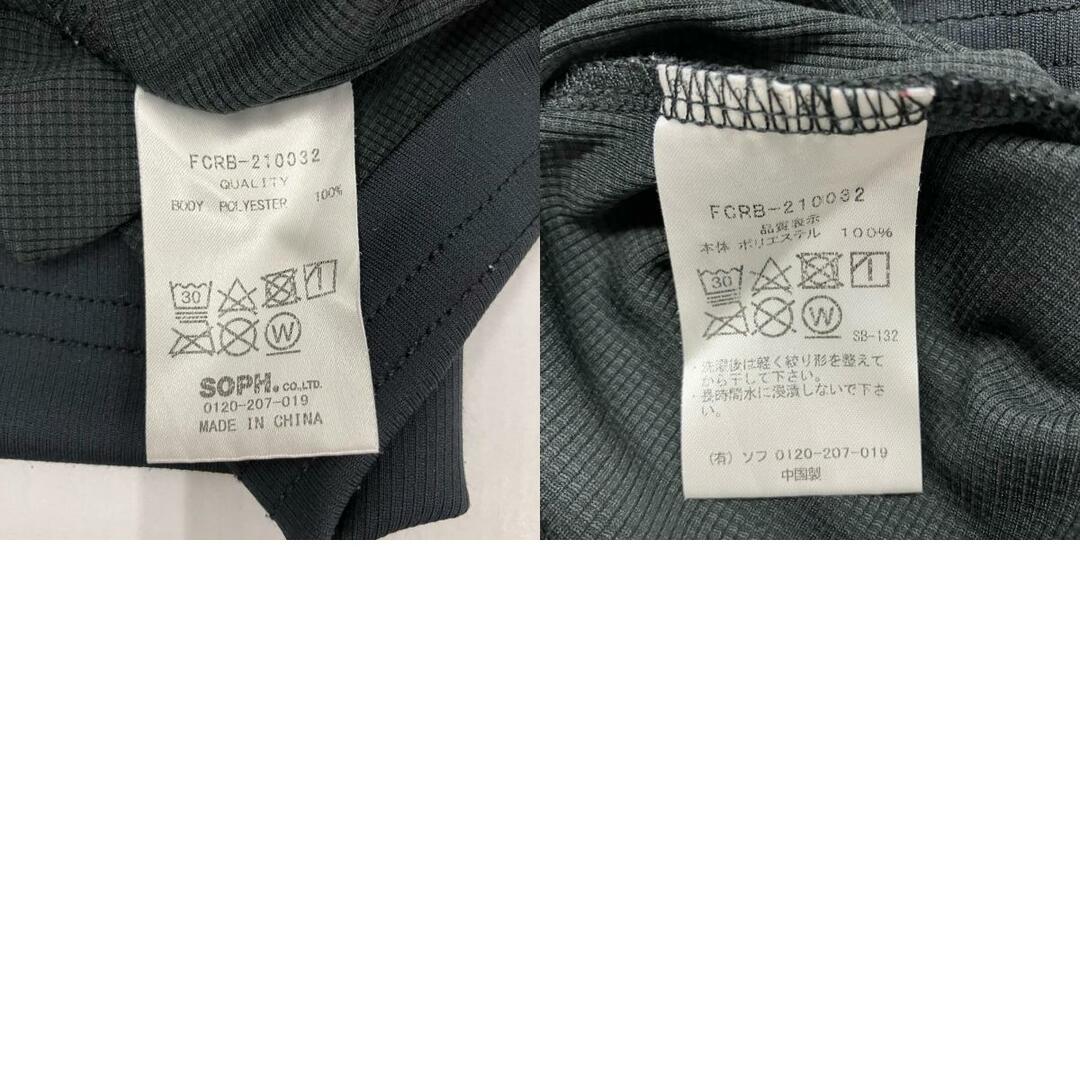 FCRB-210032
QUALITY
BODY POLYESTER 100%
30
W
SOPH. CO.,LTD.
0120-207-019
MADE IN CHINA
FCRB-210032
品質表示
本体 ポリエステル 100%
30
W
SB-132
・洗濯後は軽く絞り形を整えて
から干して下さい。
・長時間水に浸漬しないで下さ
い。
(有) ソフ 0120-207-019
中国製